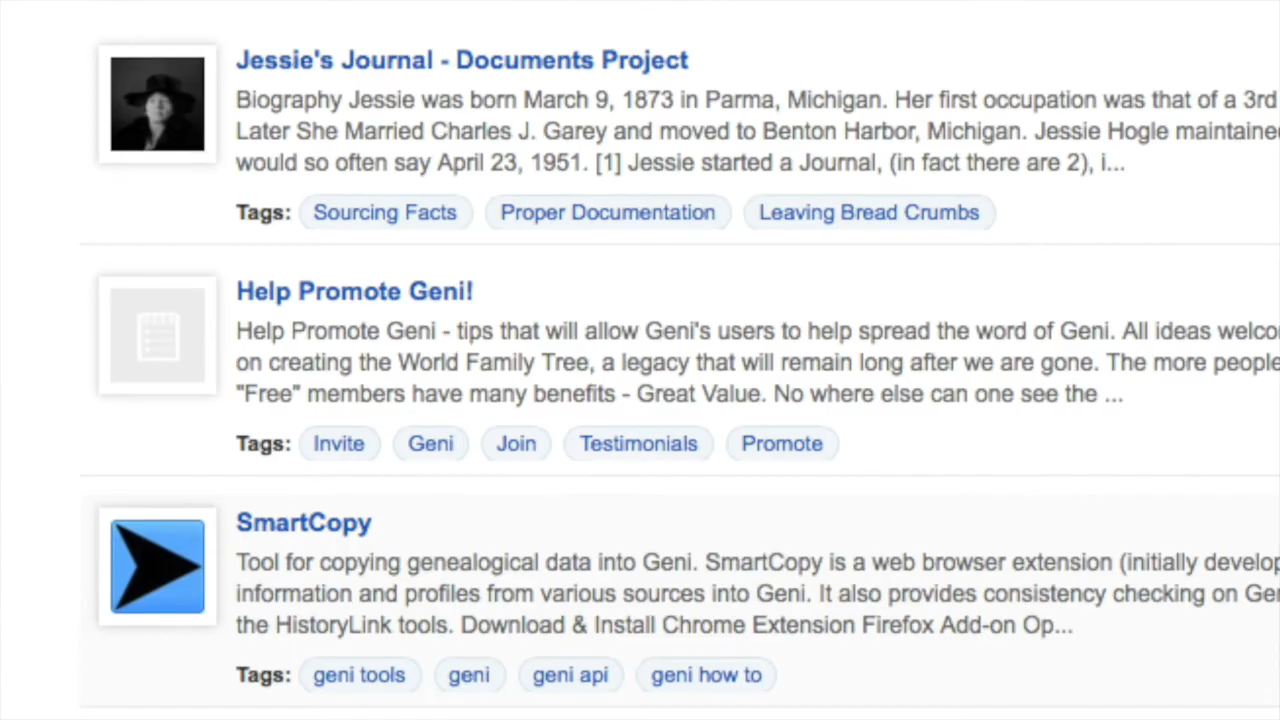 Jessie's Journal - Documents Project
Biography Jessie was born March 9, 1873 in Parma, Michigan. Her first occupation was that of a 3rd
Later She Married Charles J. Garey and moved to Benton Harbor, Michigan. Jessie Hogle maintaine
would so often say April 23, 1951. [1] Jessie started a Journal, (in fact there are 2), i...
Tags: Sourcing Facts Proper Documentation Leaving Bread Crumbs
Help Promote Geni!
Help Promote Geni - tips that will allow Geni's users to help spread the word of Geni. All ideas welco
on creating the World Family Tree, a legacy that will remain long after we are gone. The more people
"Free" members have many benefits - Great Value. No where else can one see the ...
Tags: Invite Geni Join Testimonials Promote
SmartCopy
Tool for copying genealogical data into Geni. SmartCopy is a web browser extension (initially develop
information and profiles from various sources into Geni. It also provides consistency checking on Ge
the HistoryLink tools. Download & Install Chrome Extension Firefox Add-on Op...
Tags: geni tools geni geni api geni how to